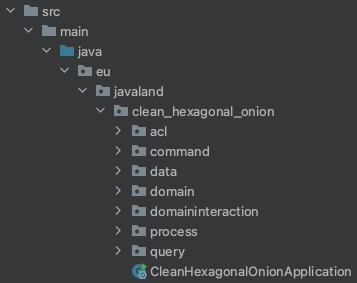 src
main
java
eu
javaland
clean_hexagonal_onion
acl
command
data
domain
domaininteraction
process
query
CleanHexagonalOnionApplication